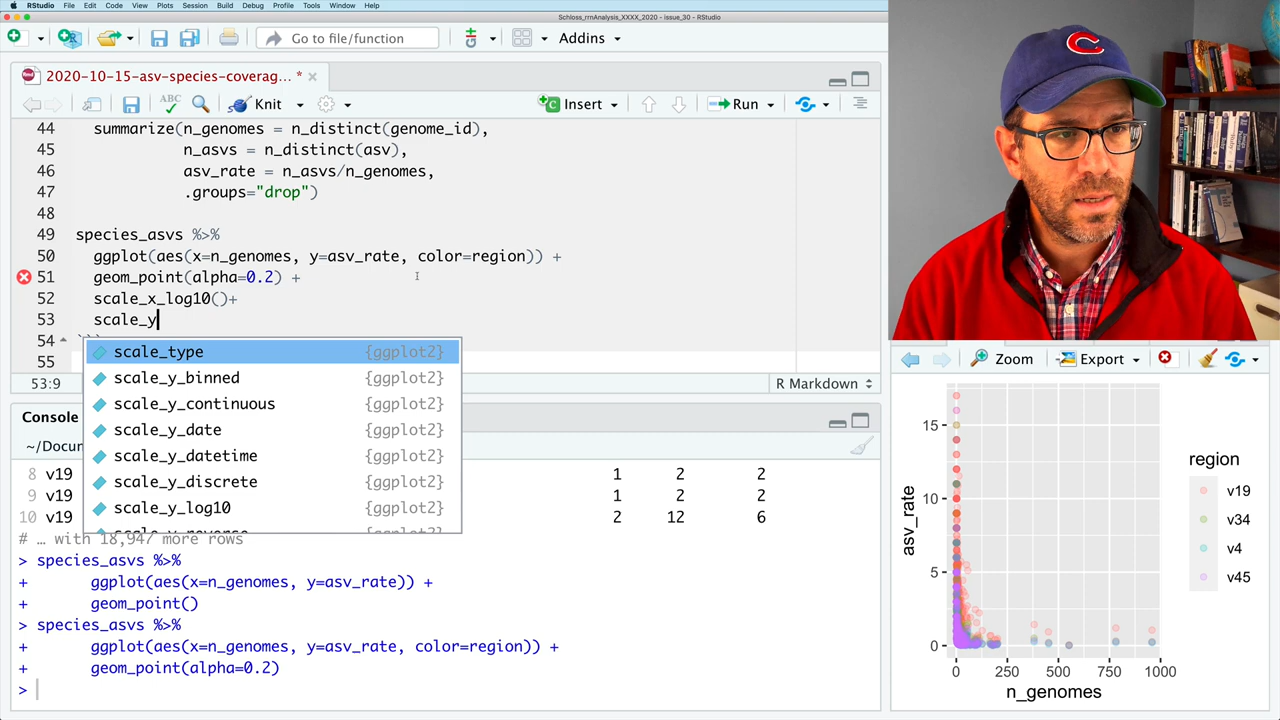 RStudio File Edit Code View Plots Session Build Debug Profile Tools Window Help
Schloss_rrnAnalysis_XXXX_2020 - issue_30 - RStudio
Go to file/function Addins
2020-10-15-asv-species-coverag... *
ABC Knit Insert Run
44 summarize(n_genomes = n_distinct(genome_id),
45 n_asvs = n_distinct(asv),
46 asv_rate = n_asvs/n_genomes,
47 .groups="drop")
48
49 species_asvs %>%
50 ggplot(aes(x=n_genomes, y=asv_rate, color=region)) +
51 geom_point(alpha=0.2) +
52 scale_x_log10()+
53 scale_y
54
55
scale_type {ggplot2}
scale_y_binned {ggplot2}
scale_y_continuous {ggplot2}
scale_y_date {ggplot2}
scale_y_datetime {ggplot2}
scale_y_discrete {ggplot2}
scale_y_log10 {ggplot2}
53:9 R Markdown
Console
~/Docum
8 v19 1 2 2
9 v19 1 2 2
10 v19 2 12 6
# … with 18,947 more rows
> species_asvs %>%
+ ggplot(aes(x=n_genomes, y=asv_rate)) +
+ geom_point()
> species_asvs %>%
+ ggplot(aes(x=n_genomes, y=asv_rate, color=region)) +
+ geom_point(alpha=0.2)
>
Zoom Export
15
10
5
0
asv_rate
0 250 500 750 1000
n_genomes
region
v19
v34
v4
v45
C